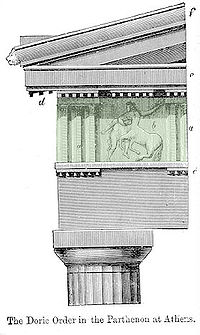 f
e
d
a
c
The Doric Order in the Parthenon at Athens.